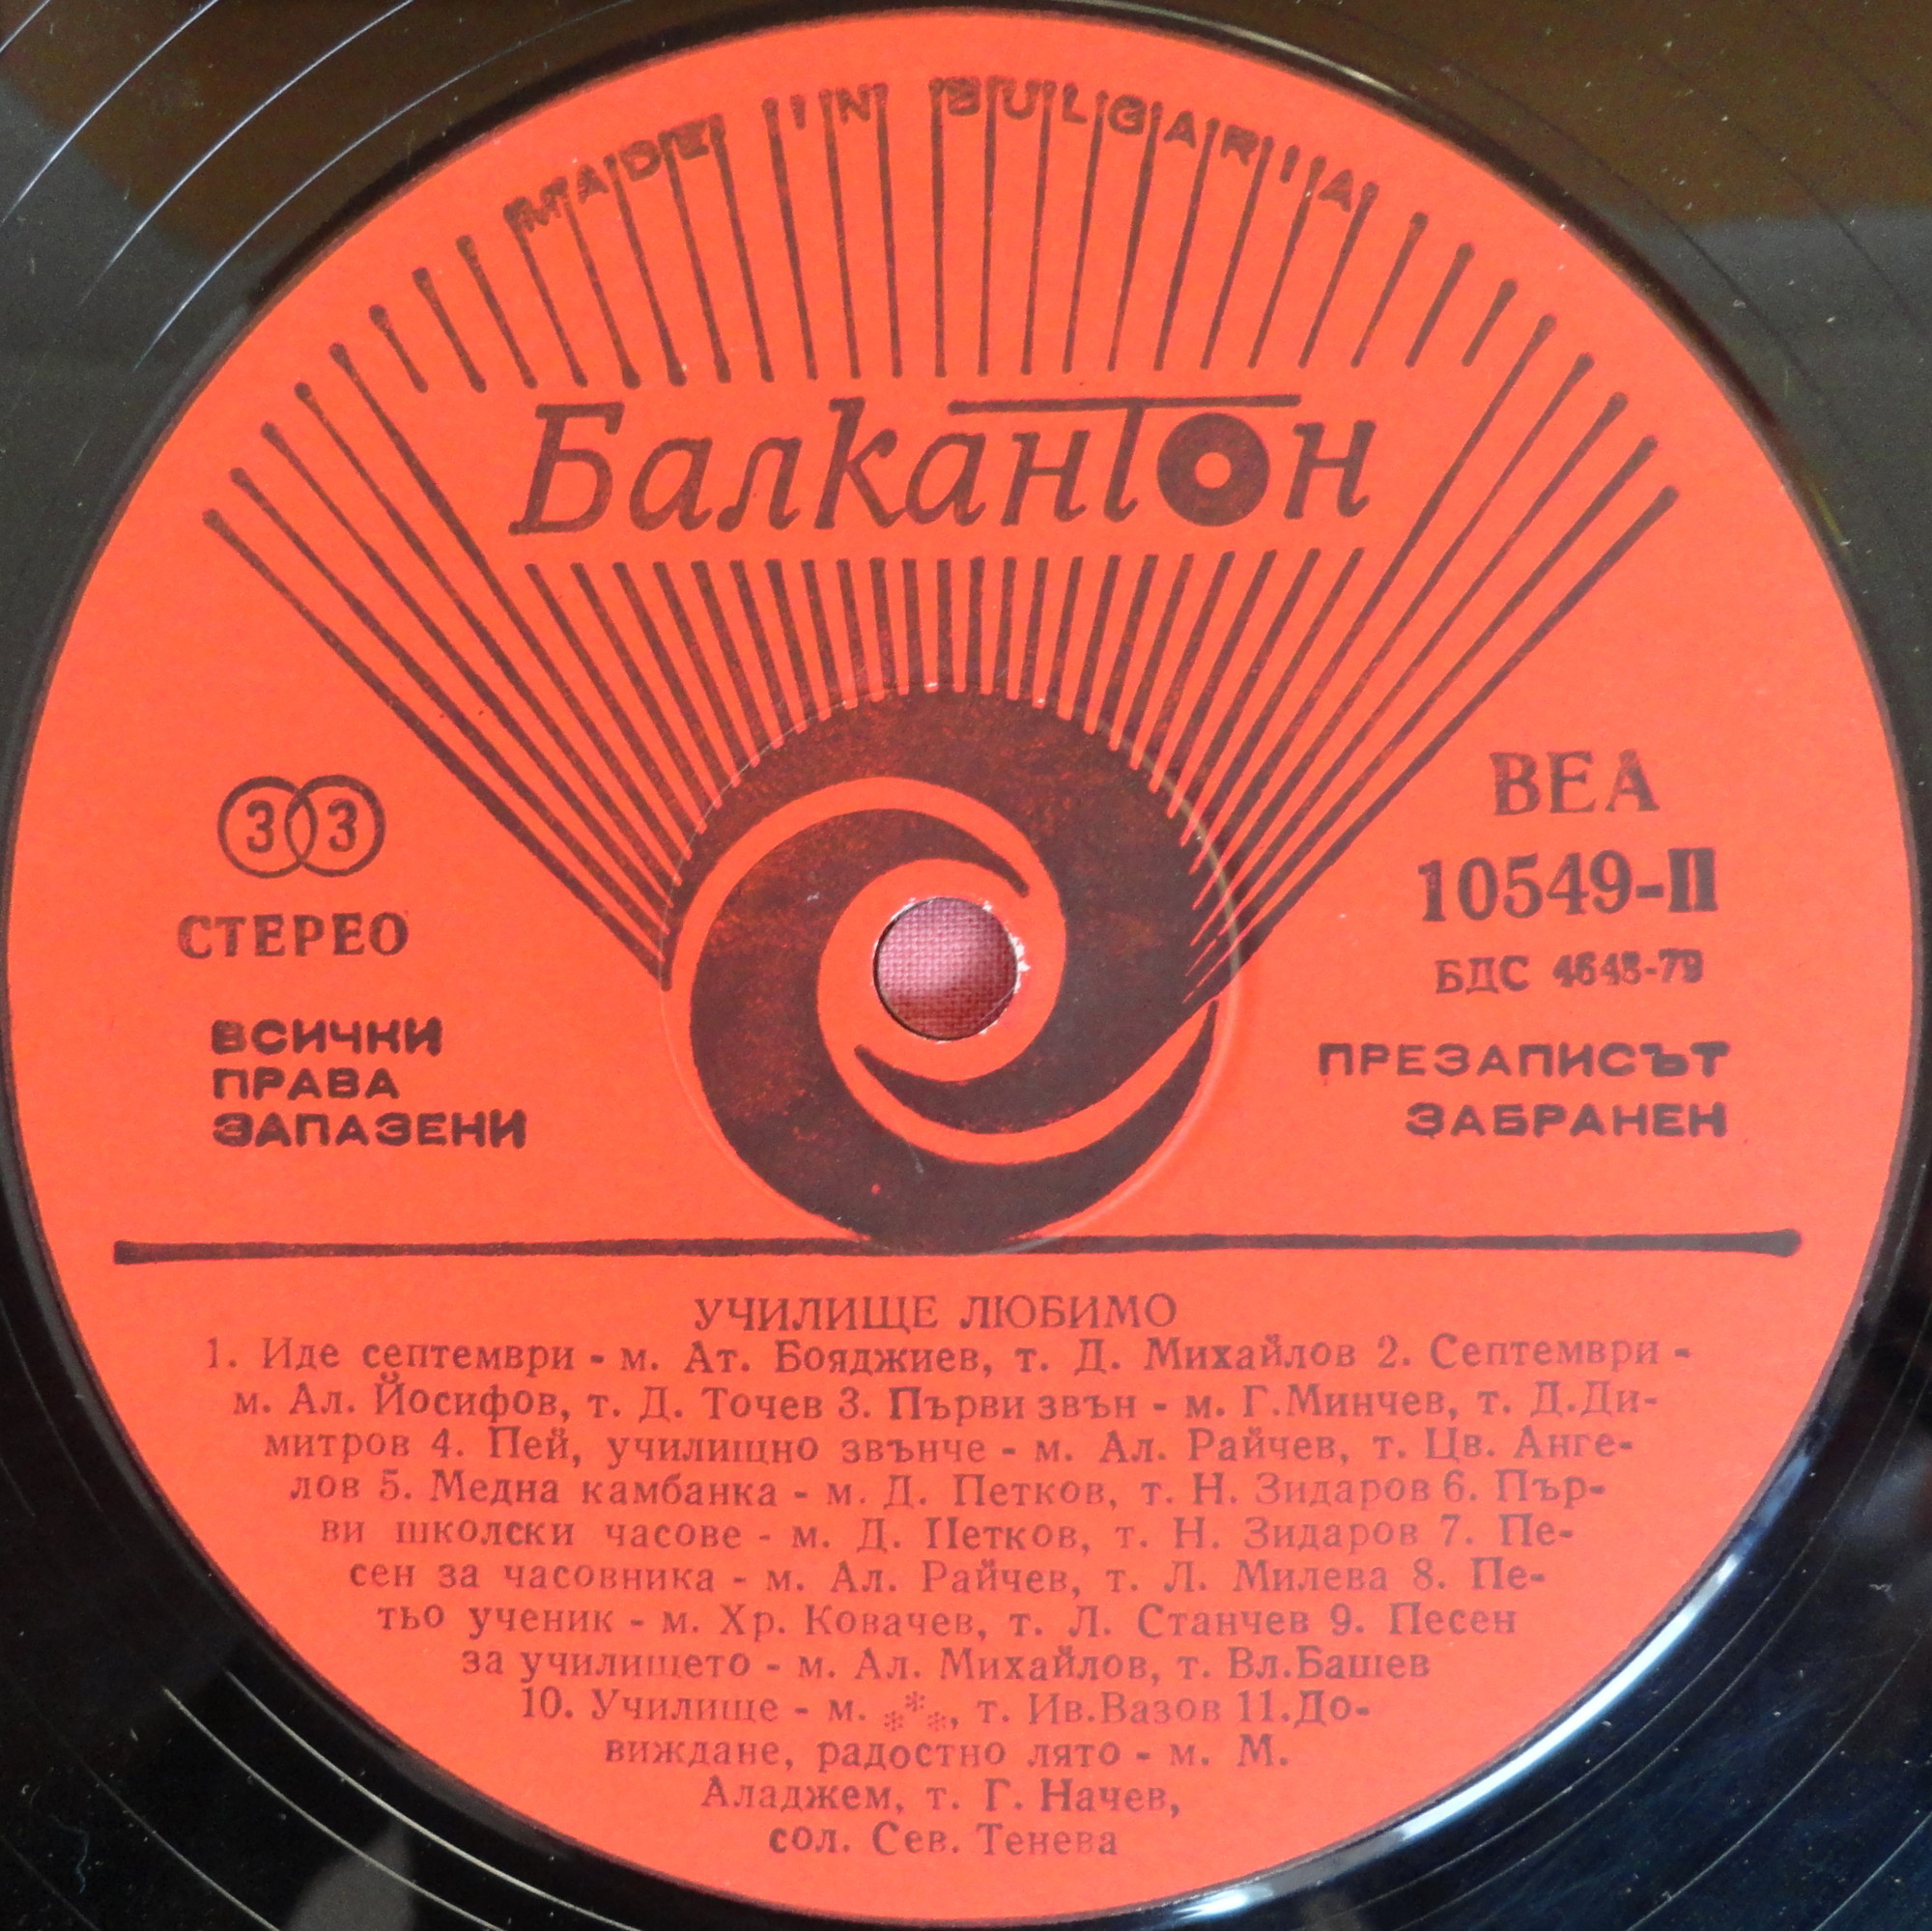 MADE IN BULGARIA
Балкантон
33
СТЕРЕО
ВСИЧКИ
ПРАВА
ЗАПАЗЕНИ
ВЕА
10549-II
БДС
ПРЕЗАПИСЪТ
ЗАБРАНЕН
УЧИЛИЩЕ ЛЮБИМО
1. Иде септември - м. Ат. Бояджиев, т. Д. Михайлов 2. Септември -
м. Ал. Йосифов, т. Д. Точев 3. Първи звън - м. Г.Минчев, т. Д.Ди-
митров 4. Пей, училищно звънче - м. Ал. Райчев, т. Цв. Анге-
лов 5. Медна камбанка - м. Д. Петков, т. Н. Зидаров 6. Пър-
ви школски часове - м. Д. Петков, т. Н. Зидаров 7. Пе-
сен за часовника - м. Ал. Райчев, т. Л. Милева 8. Пе-
тьо ученик - м. Хр. Ковачев, т. Л. Станчев 9. Песен
за училището - м. Ал. Михайлов, т. Вл.Башев
10. Училище - м. ***, т. Ив.Вазов 11.До-
виждане, радостно лято - м. М.
Аладжем, т. Г. Начев,
сол. Сев. Тенева